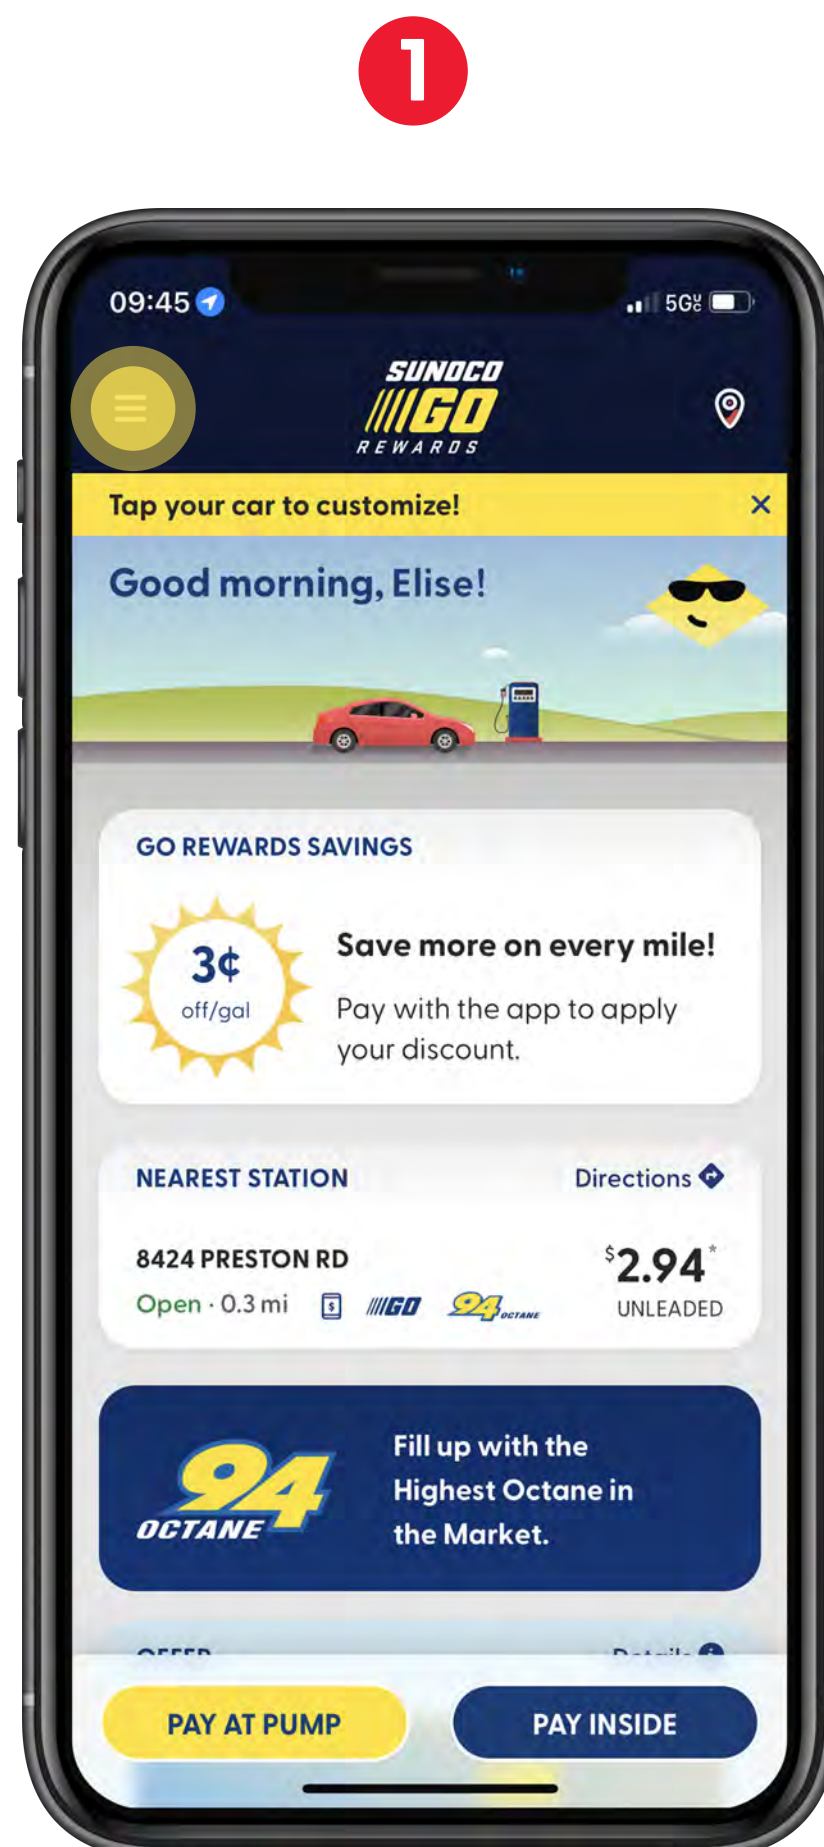 1
09:45
5G
SUNOCO
GO
REWARDS
Tap your car to customize!
Good morning, Elise!
GO REWARDS SAVINGS
3¢
off/gal
Save more on every mile!
Pay with the app to apply
your discount.
NEAREST STATION
Directions
8424 PRESTON RD
$2.94*
Open · 0.3 mi
$
GO
94 OCTANE
UNLEADED
94
OCTANE
Fill up with the
Highest Octane in
the Market.
OFFER
Details
PAY AT PUMP
PAY INSIDE